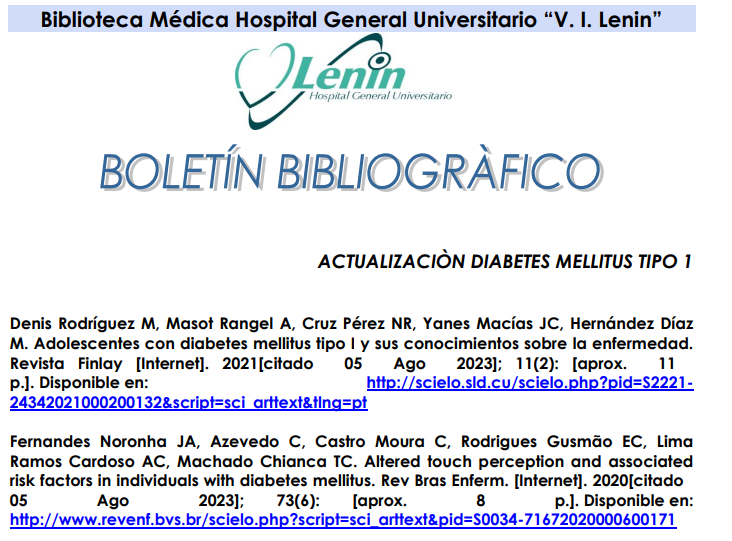 Biblioteca Médica Hospital General Universitario “V. I. Lenin”
Lenin
Hospital General Universitario
BOLETÍN BIBLIOGRÀFICO
ACTUALIZACIÒN DIABETES MELLITUS TIPO 1
Denis Rodríguez M, Masot Rangel A, Cruz Pérez NR, Yanes Macías JC, Hernández Díaz
M. Adolescentes con diabetes mellitus tipo I y sus conocimientos sobre la enfermedad.
Revista Finlay [Internet]. 2021[citado 05 Ago 2023]; 11(2): [aprox. 11
p.]. Disponible en: http://scielo.sld.cu/scielo.php?pid=S2221-
24342021000200132&script=sci_arttext&tlng=pt
Fernandes Noronha JA, Azevedo C, Castro Moura C, Rodrigues Gusmão EC, Lima
Ramos Cardoso AC, Machado Chianca TC. Altered touch perception and associated
risk factors in individuals with diabetes mellitus. Rev Bras Enferm. [Internet]. 2020[citado
05 Ago 2023]; 73(6): [aprox. 8 p.]. Disponible en:
http://www.revenf.bvs.br/scielo.php?script=sci_arttext&pid=S0034-71672020000600171